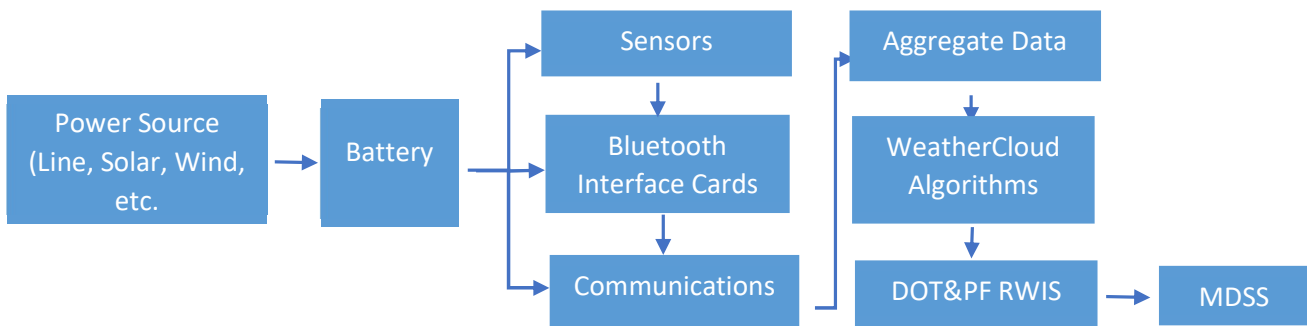 Power Source
(Line, Solar, Wind,
etc.
Battery
Sensors
Bluetooth
Interface Cards
Communications
Aggregate Data
WeatherCloud
Algorithms
DOT&PF RWIS
MDSS